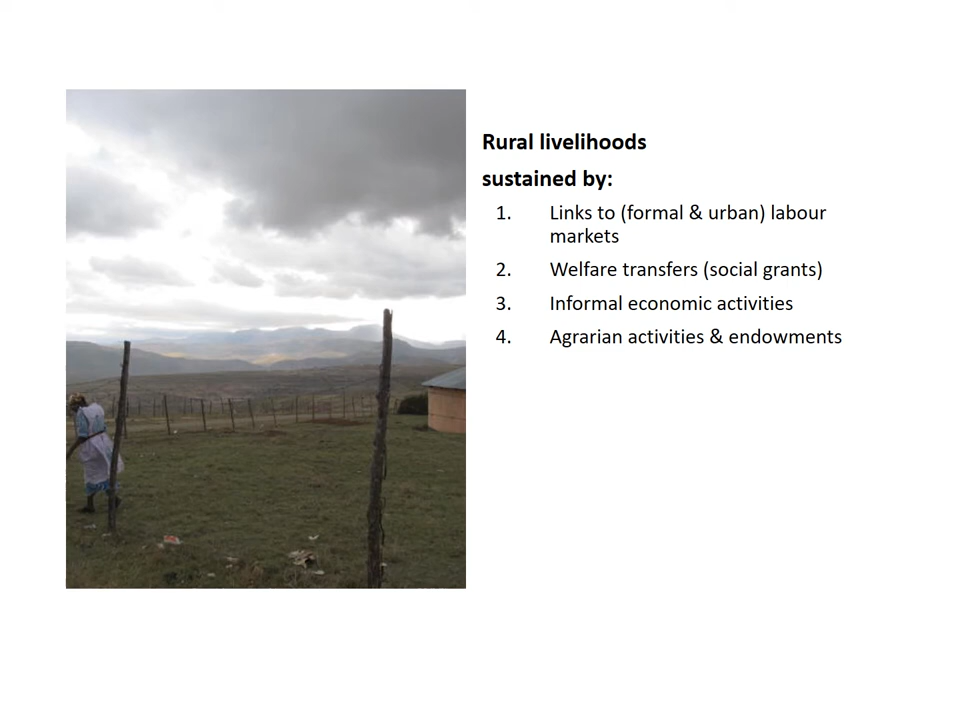 Rural livelihoods
sustained by:
1. Links to (formal & urban) labour
markets
2. Welfare transfers (social grants)
3. Informal economic activities
4. Agrarian activities & endowments